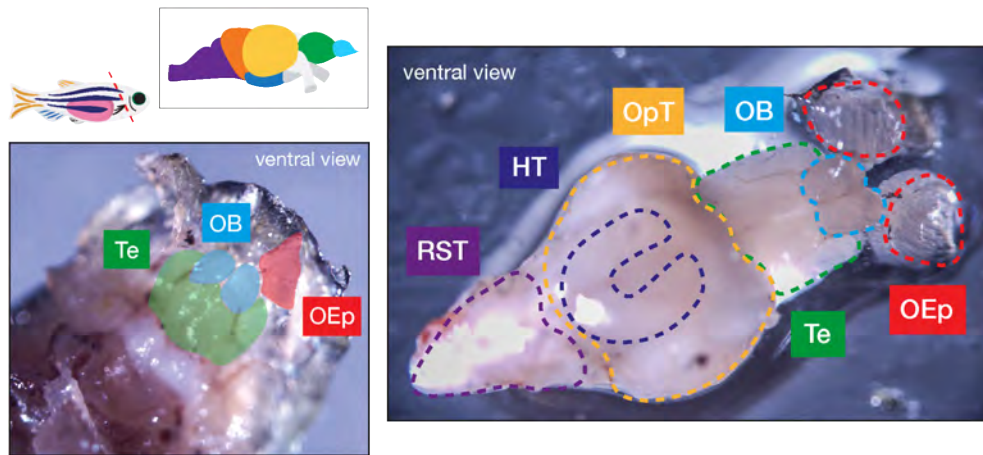 ventral view
OB
Te
OEp
ventral view
OpT
OB
HT
RST
OEp
Te